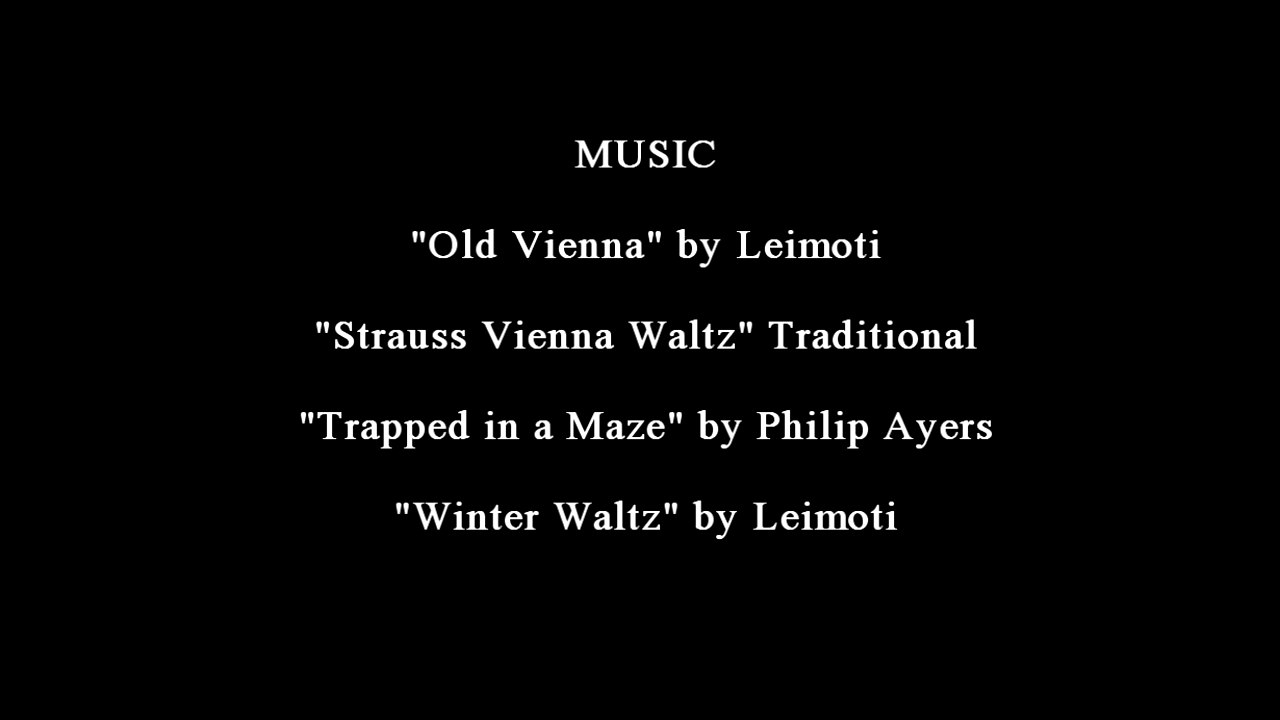 MUSIC
"Old Vienna" by Leimoti
"Strauss Vienna Waltz" Traditional
"Trapped in a Maze" by Philip Ayers
"Winter Waltz" by Leimoti